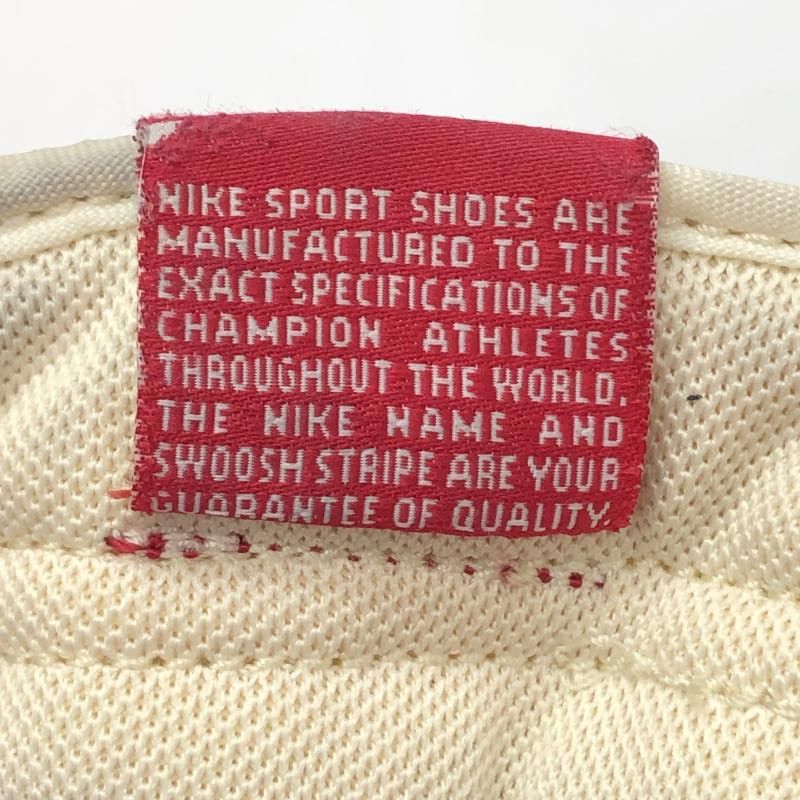 NIKE SPORT SHOES ARE
MANUFACTURED TO THE
EXACT SPECIFICATIONS OF
CHAMPION ATHLETES
THROUGHOUT THE WORLD.
THE NIKE NAME AND
SWOOSH STRIPE ARE YOUR
GUARANTEE OF QUALITY.